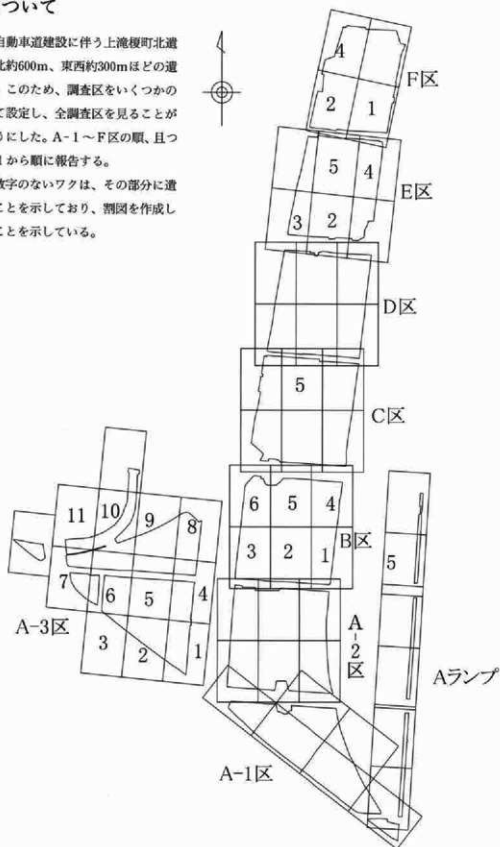 ついて
自動車道建設に伴う上滝榎町北遺
北約600m、東西約300mほどの遺
。このため、調査区をいくつかの
て設定し、全調査区を見ることが
うにした。A-1～F区の順、且つ
1から順に報告する。
数字のないワクは、その部分に遺
ことを示しており、割図を作成し
ことを示している。
4
2 1
F区
5 4
3 2
E区
D区
5
C区
6 5 4
3 2 1
B区
11 10 9 8
7 6 5 4
3 2 1
A-3区
A-2区
5
Aランプ
A-1区